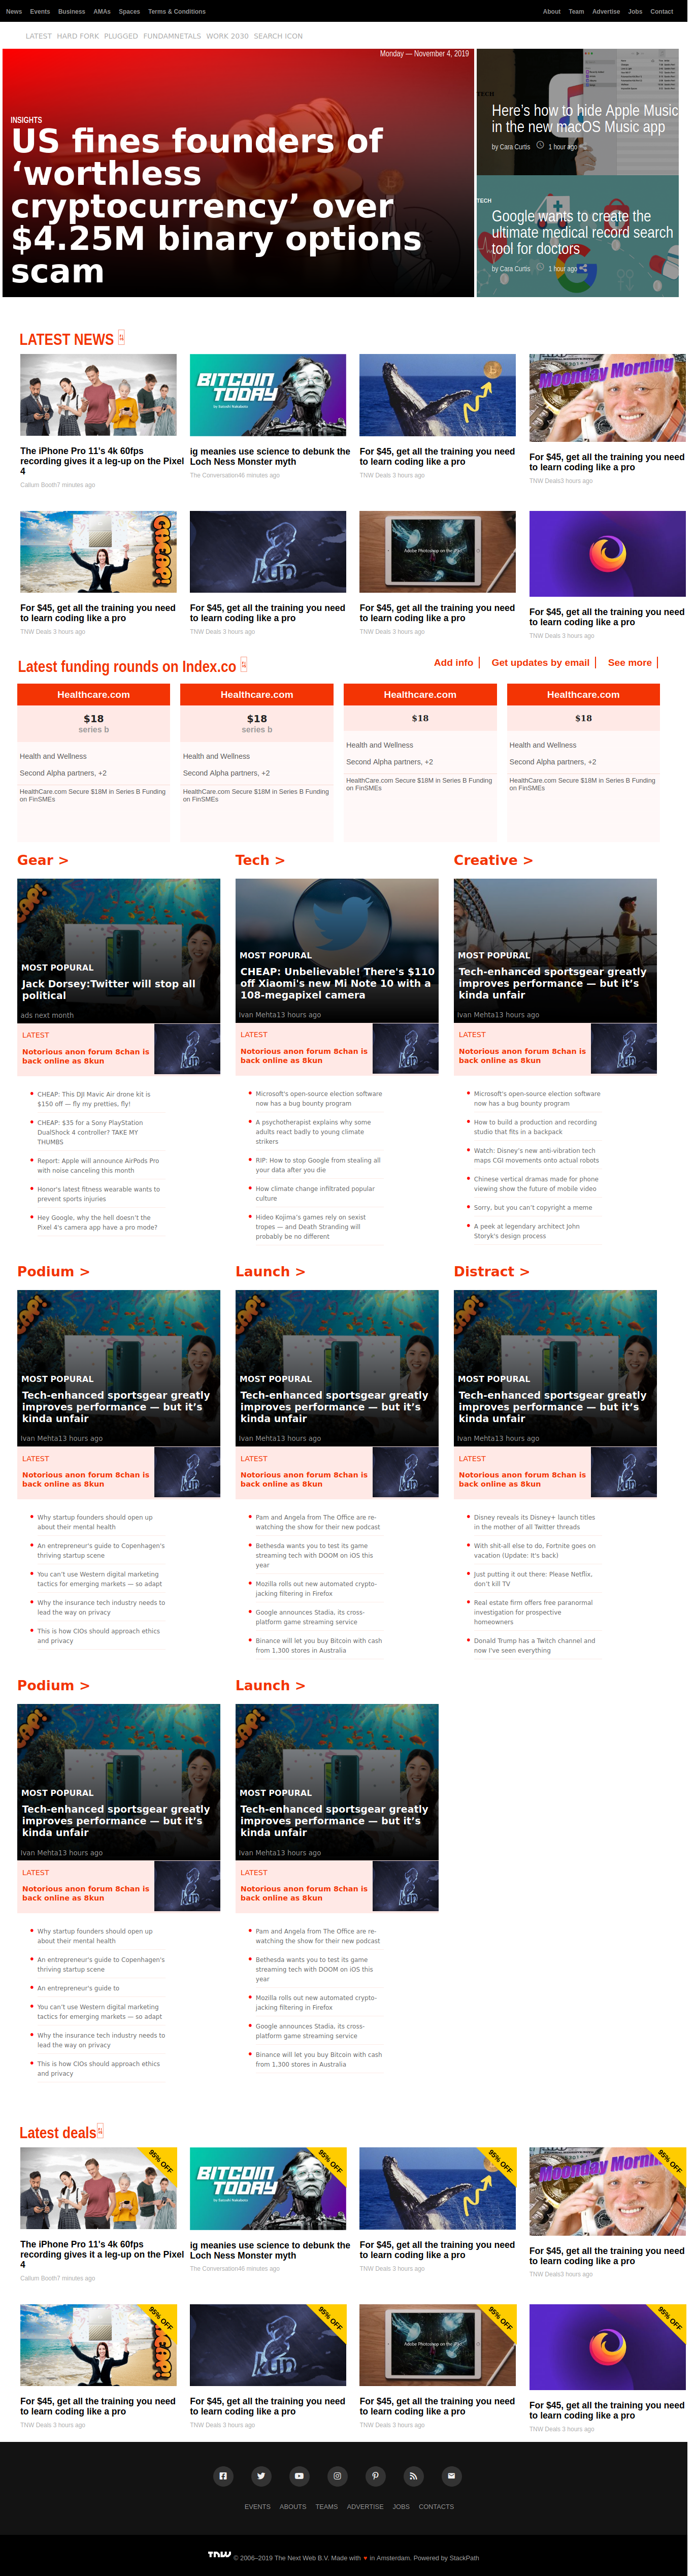 News Events Business AMAs Spaces Terms & Conditions About Team Advertise Jobs Contact
LATEST HARD FORK PLUGGED FUNDAMNETALS WORK 2030 SEARCH ICON
Monday — November 4, 2019
INSIGHTS
US fines founders of
‘worthless
cryptocurrency’ over
$4.25M binary options
scam
TECH
Here’s how to hide Apple Music
in the new macOS Music app
by Cara Curtis 1 hour ago
TECH
Google wants to create the
ultimate medical record search
tool for doctors
by Cara Curtis 1 hour ago
LATEST NEWS
BITCOIN
TODAY
by Satoshi Nakaboto
Moonday Morning
The iPhone Pro 11's 4k 60fps
recording gives it a leg-up on the Pixel
4
Callum Booth7 minutes ago
ig meanies use science to debunk the
Loch Ness Monster myth
The Conversation46 minutes ago
For $45, get all the training you need
to learn coding like a pro
TNW Deals 3 hours ago
For $45, get all the training you need
to learn coding like a pro
TNW Deals3 hours ago
CHEAP!
kun
Adobe Photoshop on the iPad
For $45, get all the training you need
to learn coding like a pro
TNW Deals 3 hours ago
For $45, get all the training you need
to learn coding like a pro
TNW Deals 3 hours ago
For $45, get all the training you need
to learn coding like a pro
TNW Deals 3 hours ago
For $45, get all the training you need
to learn coding like a pro
TNW Deals 3 hours ago
Latest funding rounds on Index.co
Add info Get updates by email See more
Healthcare.com
$18
series b
Health and Wellness
Second Alpha partners, +2
HealthCare.com Secure $18M in Series B Funding
on FinSMEs
Healthcare.com
$18
series b
Health and Wellness
Second Alpha partners, +2
HealthCare.com Secure $18M in Series B Funding
on FinSMEs
Healthcare.com
$18
Health and Wellness
Second Alpha partners, +2
HealthCare.com Secure $18M in Series B Funding
on FinSMEs
Healthcare.com
$18
Health and Wellness
Second Alpha partners, +2
HealthCare.com Secure $18M in Series B Funding
on FinSMEs
Gear >
MOST POPURAL
Jack Dorsey:Twitter will stop all
political
ads next month
LATEST
Notorious anon forum 8chan is
back online as 8kun
CHEAP: This DJI Mavic Air drone kit is
$150 off — fly my pretties, fly!
CHEAP: $35 for a Sony PlayStation
DualShock 4 controller? TAKE MY
THUMBS
Report: Apple will announce AirPods Pro
with noise canceling this month
Honor's latest fitness wearable wants to
prevent sports injuries
Hey Google, why the hell doesn’t the
Pixel 4's camera app have a pro mode?
Tech >
MOST POPURAL
CHEAP: Unbelievable! There's $110
off Xiaomi's new Mi Note 10 with a
108-megapixel camera
Ivan Mehta13 hours ago
LATEST
Notorious anon forum 8chan is
back online as 8kun
Microsoft's open-source election software
now has a bug bounty program
A psychotherapist explains why some
adults react badly to young climate
strikers
RIP: How to stop Google from stealing all
your data after you die
How climate change infiltrated popular
culture
Hideo Kojima’s games rely on sexist
tropes — and Death Stranding will
probably be no different
Creative >
MOST POPURAL
Tech-enhanced sportsgear greatly
improves performance — but it’s
kinda unfair
Ivan Mehta13 hours ago
LATEST
Notorious anon forum 8chan is
back online as 8kun
Microsoft's open-source election software
now has a bug bounty program
How to build a production and recording
studio that fits in a backpack
Watch: Disney’s new anti-vibration tech
maps CGI movements onto actual robots
Chinese vertical dramas made for phone
viewing show the future of mobile video
Sorry, but you can’t copyright a meme
A peek at legendary architect John
Storyk's design process
Podium >
MOST POPURAL
Tech-enhanced sportsgear greatly
improves performance — but it’s
kinda unfair
Ivan Mehta13 hours ago
LATEST
Notorious anon forum 8chan is
back online as 8kun
Why startup founders should open up
about their mental health
An entrepreneur's guide to Copenhagen's
thriving startup scene
You can’t use Western digital marketing
tactics for emerging markets — so adapt
Why the insurance tech industry needs to
lead the way on privacy
This is how CIOs should approach ethics
and privacy
Launch >
MOST POPURAL
Tech-enhanced sportsgear greatly
improves performance — but it’s
kinda unfair
Ivan Mehta13 hours ago
LATEST
Notorious anon forum 8chan is
back online as 8kun
Pam and Angela from The Office are re-
watching the show for their new podcast
Bethesda wants you to test its game
streaming tech with DOOM on iOS this
year
Mozilla rolls out new automated crypto-
jacking filtering in Firefox
Google announces Stadia, its cross-
platform game streaming service
Binance will let you buy Bitcoin with cash
from 1,300 stores in Australia
Distract >
MOST POPURAL
Tech-enhanced sportsgear greatly
improves performance — but it’s
kinda unfair
Ivan Mehta13 hours ago
LATEST
Notorious anon forum 8chan is
back online as 8kun
Disney reveals its Disney+ launch titles
in the mother of all Twitter threads
With shit-all else to do, Fortnite goes on
vacation (Update: It's back)
Just putting it out there: Please Netflix,
don’t kill TV
Real estate firm offers free paranormal
investigation for prospective
homeowners
Donald Trump has a Twitch channel and
now I’ve seen everything
Podium >
MOST POPURAL
Tech-enhanced sportsgear greatly
improves performance — but it’s
kinda unfair
Ivan Mehta13 hours ago
LATEST
Notorious anon forum 8chan is
back online as 8kun
Why startup founders should open up
about their mental health
An entrepreneur's guide to Copenhagen's
thriving startup scene
An entrepreneur's guide to
You can’t use Western digital marketing
tactics for emerging markets — so adapt
Why the insurance tech industry needs to
lead the way on privacy
This is how CIOs should approach ethics
and privacy
Launch >
MOST POPURAL
Tech-enhanced sportsgear greatly
improves performance — but it’s
kinda unfair
Ivan Mehta13 hours ago
LATEST
Notorious anon forum 8chan is
back online as 8kun
Pam and Angela from The Office are re-
watching the show for their new podcast
Bethesda wants you to test its game
streaming tech with DOOM on iOS this
year
Mozilla rolls out new automated crypto-
jacking filtering in Firefox
Google announces Stadia, its cross-
platform game streaming service
Binance will let you buy Bitcoin with cash
from 1,300 stores in Australia
Latest deals
95% OFF
BITCOIN
TODAY
by Satoshi Nakaboto
95% OFF
95% OFF
Moonday Morning
95% OFF
The iPhone Pro 11's 4k 60fps
recording gives it a leg-up on the Pixel
4
Callum Booth7 minutes ago
ig meanies use science to debunk the
Loch Ness Monster myth
The Conversation46 minutes ago
For $45, get all the training you need
to learn coding like a pro
TNW Deals 3 hours ago
For $45, get all the training you need
to learn coding like a pro
TNW Deals3 hours ago
CHEAP!
95% OFF
kun
95% OFF
Adobe Photoshop on the iPad
95% OFF
95% OFF
For $45, get all the training you need
to learn coding like a pro
TNW Deals 3 hours ago
For $45, get all the training you need
to learn coding like a pro
TNW Deals 3 hours ago
For $45, get all the training you need
to learn coding like a pro
TNW Deals 3 hours ago
For $45, get all the training you need
to learn coding like a pro
TNW Deals 3 hours ago
EVENTS ABOUTS TEAMS ADVERTISE JOBS CONTACTS
TNW © 2006–2019 The Next Web B.V. Made with ♥ in Amsterdam. Powered by StackPath